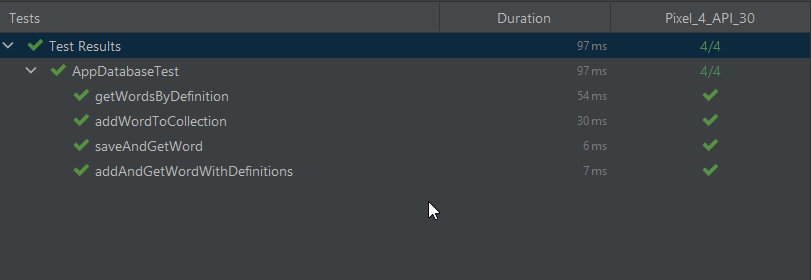 Tests Duration Pixel_4_API_30
Test Results 97 ms 4/4
AppDatabaseTest 97 ms 4/4
getWordsByDefinition 54 ms
addWordToCollection 30 ms
saveAndGetWord 6 ms
addAndGetWordWithDefinitions 7 ms